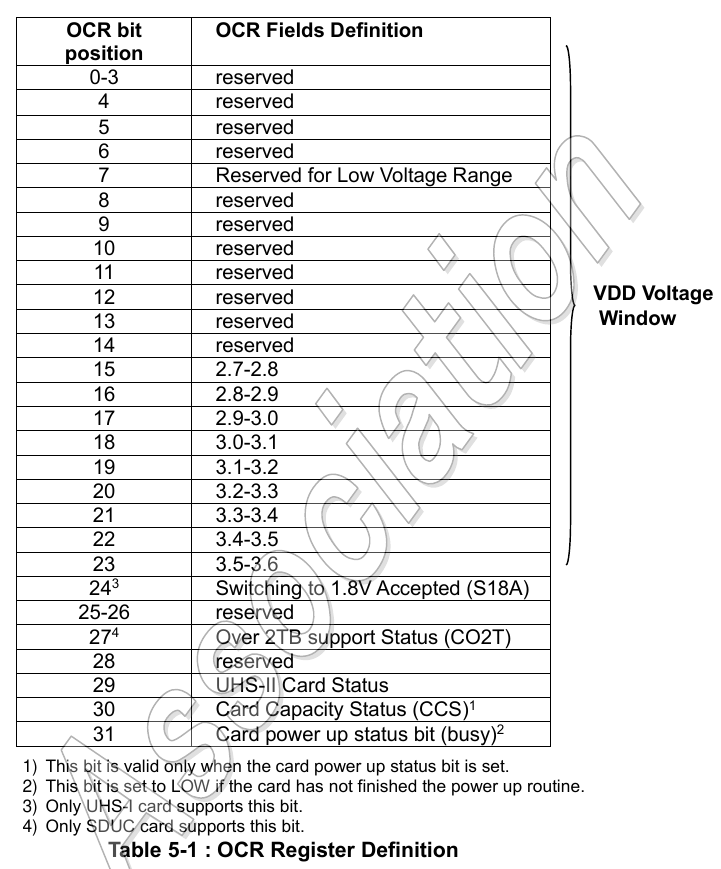 OCR bit position OCR Fields Definition
0-3 reserved
4 reserved
5 reserved
6 reserved
7 Reserved for Low Voltage Range
8 reserved
9 reserved
10 reserved
11 reserved
12 reserved
13 reserved
14 reserved
15 2.7-2.8
16 2.8-2.9
17 2.9-3.0
18 3.0-3.1
19 3.1-3.2
20 3.2-3.3
21 3.3-3.4
22 3.4-3.5
23 3.5-3.6
24³ Switching to 1.8V Accepted (S18A)
25-26 reserved
27⁴ Over 2TB support Status (CO2T)
28 reserved
29 UHS-II Card Status
30 Card Capacity Status (CCS)¹
31 Card power up status bit (busy)²
VDD Voltage
Window
1) This bit is valid only when the card power up status bit is set.
2) This bit is set to LOW if the card has not finished the power up routine.
3) Only UHS-I card supports this bit.
4) Only SDUC card supports this bit.
Table 5-1 : OCR Register Definition
Association